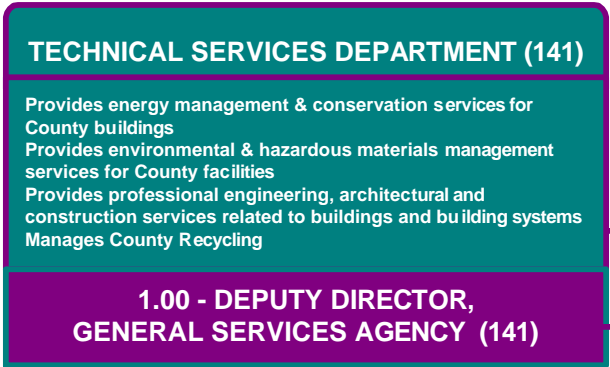 TECHNICAL SERVICES DEPARTMENT (141)
Provides energy management & conservation services for
County buildings
Provides environmental & hazardous materials management
services for County facilities
Provides professional engineering, architectural and
construction services related to buildings and building systems
Manages County Recycling
1.00 - DEPUTY DIRECTOR,
GENERAL SERVICES AGENCY (141)